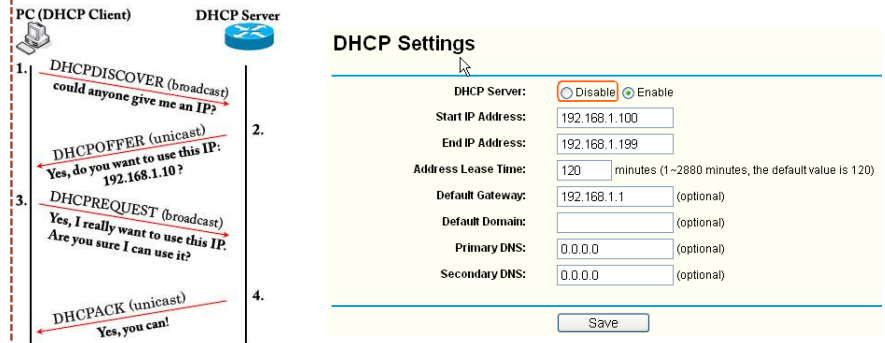 PC (DHCP Client)
DHCP Server
1.
DHCPDISCOVER (broadcast)
could anyone give me an IP?
2.
DHCPOFFER (unicast)
Yes, do you want to use this IP:
192.168.1.10 ?
3.
DHCPREQUEST (broadcast)
Yes, I really want to use this IP.
Are you sure I can use it?
4.
DHCPACK (unicast)
Yes, you can!
DHCP Settings
DHCP Server: Disable Enable
Start IP Address: 192.168.1.100
End IP Address: 192.168.1.199
Address Lease Time: 120 minutes (1~2880 minutes, the default value is 120)
Default Gateway: 192.168.1.1 (optional)
Default Domain: (optional)
Primary DNS: 0.0.0.0 (optional)
Secondary DNS: 0.0.0.0 (optional)
Save